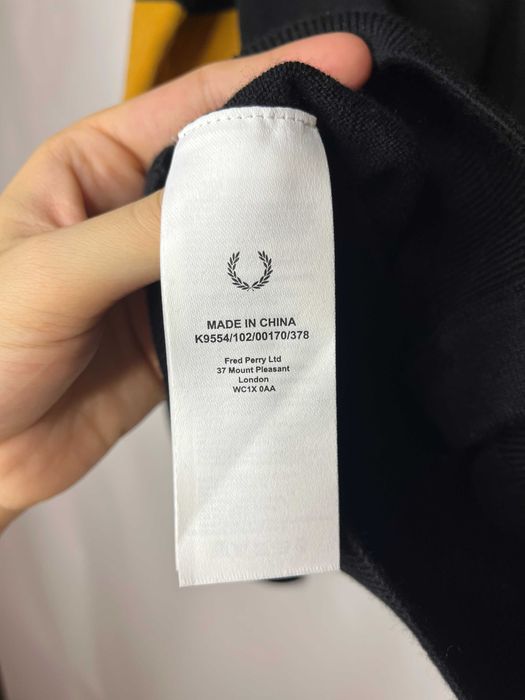 MADE IN CHINA
K9554/102/00170/378
Fred Perry Ltd
37 Mount Pleasant
London
WC1X 0AA